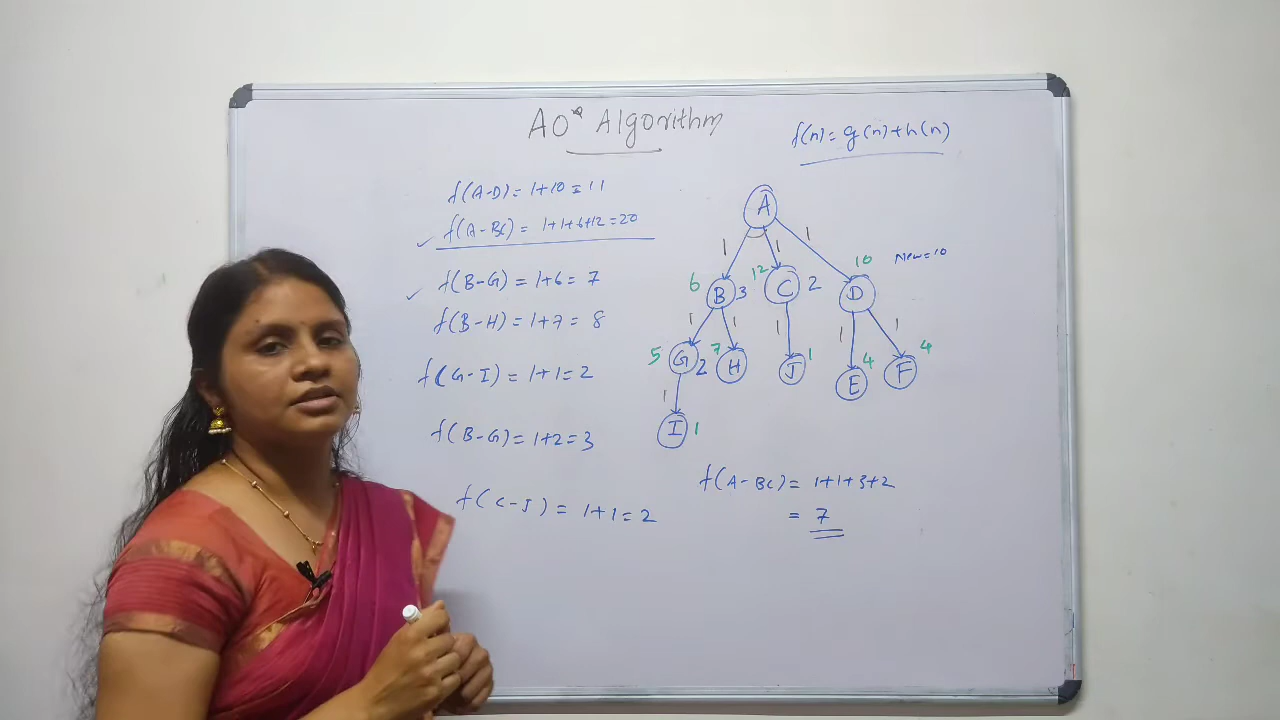 AO* Algorithm
f(n) = g(n)+h(n)
f(A-D) = 1+10 = 11
✓ f(A-BC) = 1+1+6+12 = 20
✓ f(B-G) = 1+6 = 7
f(B-H) = 1+7 = 8
f(G-I) = 1+1 = 2
f(B-G) = 1+2 = 3
f(C-J) = 1+1 = 2
A
1 1 1
10 New = 10
6 B 3 12 C 2 D
1 1 1 1 1
5 G 2 7 H J 1 E 4 F 4
1
I 1
f(A-BC) = 1+1+3+2
= 7